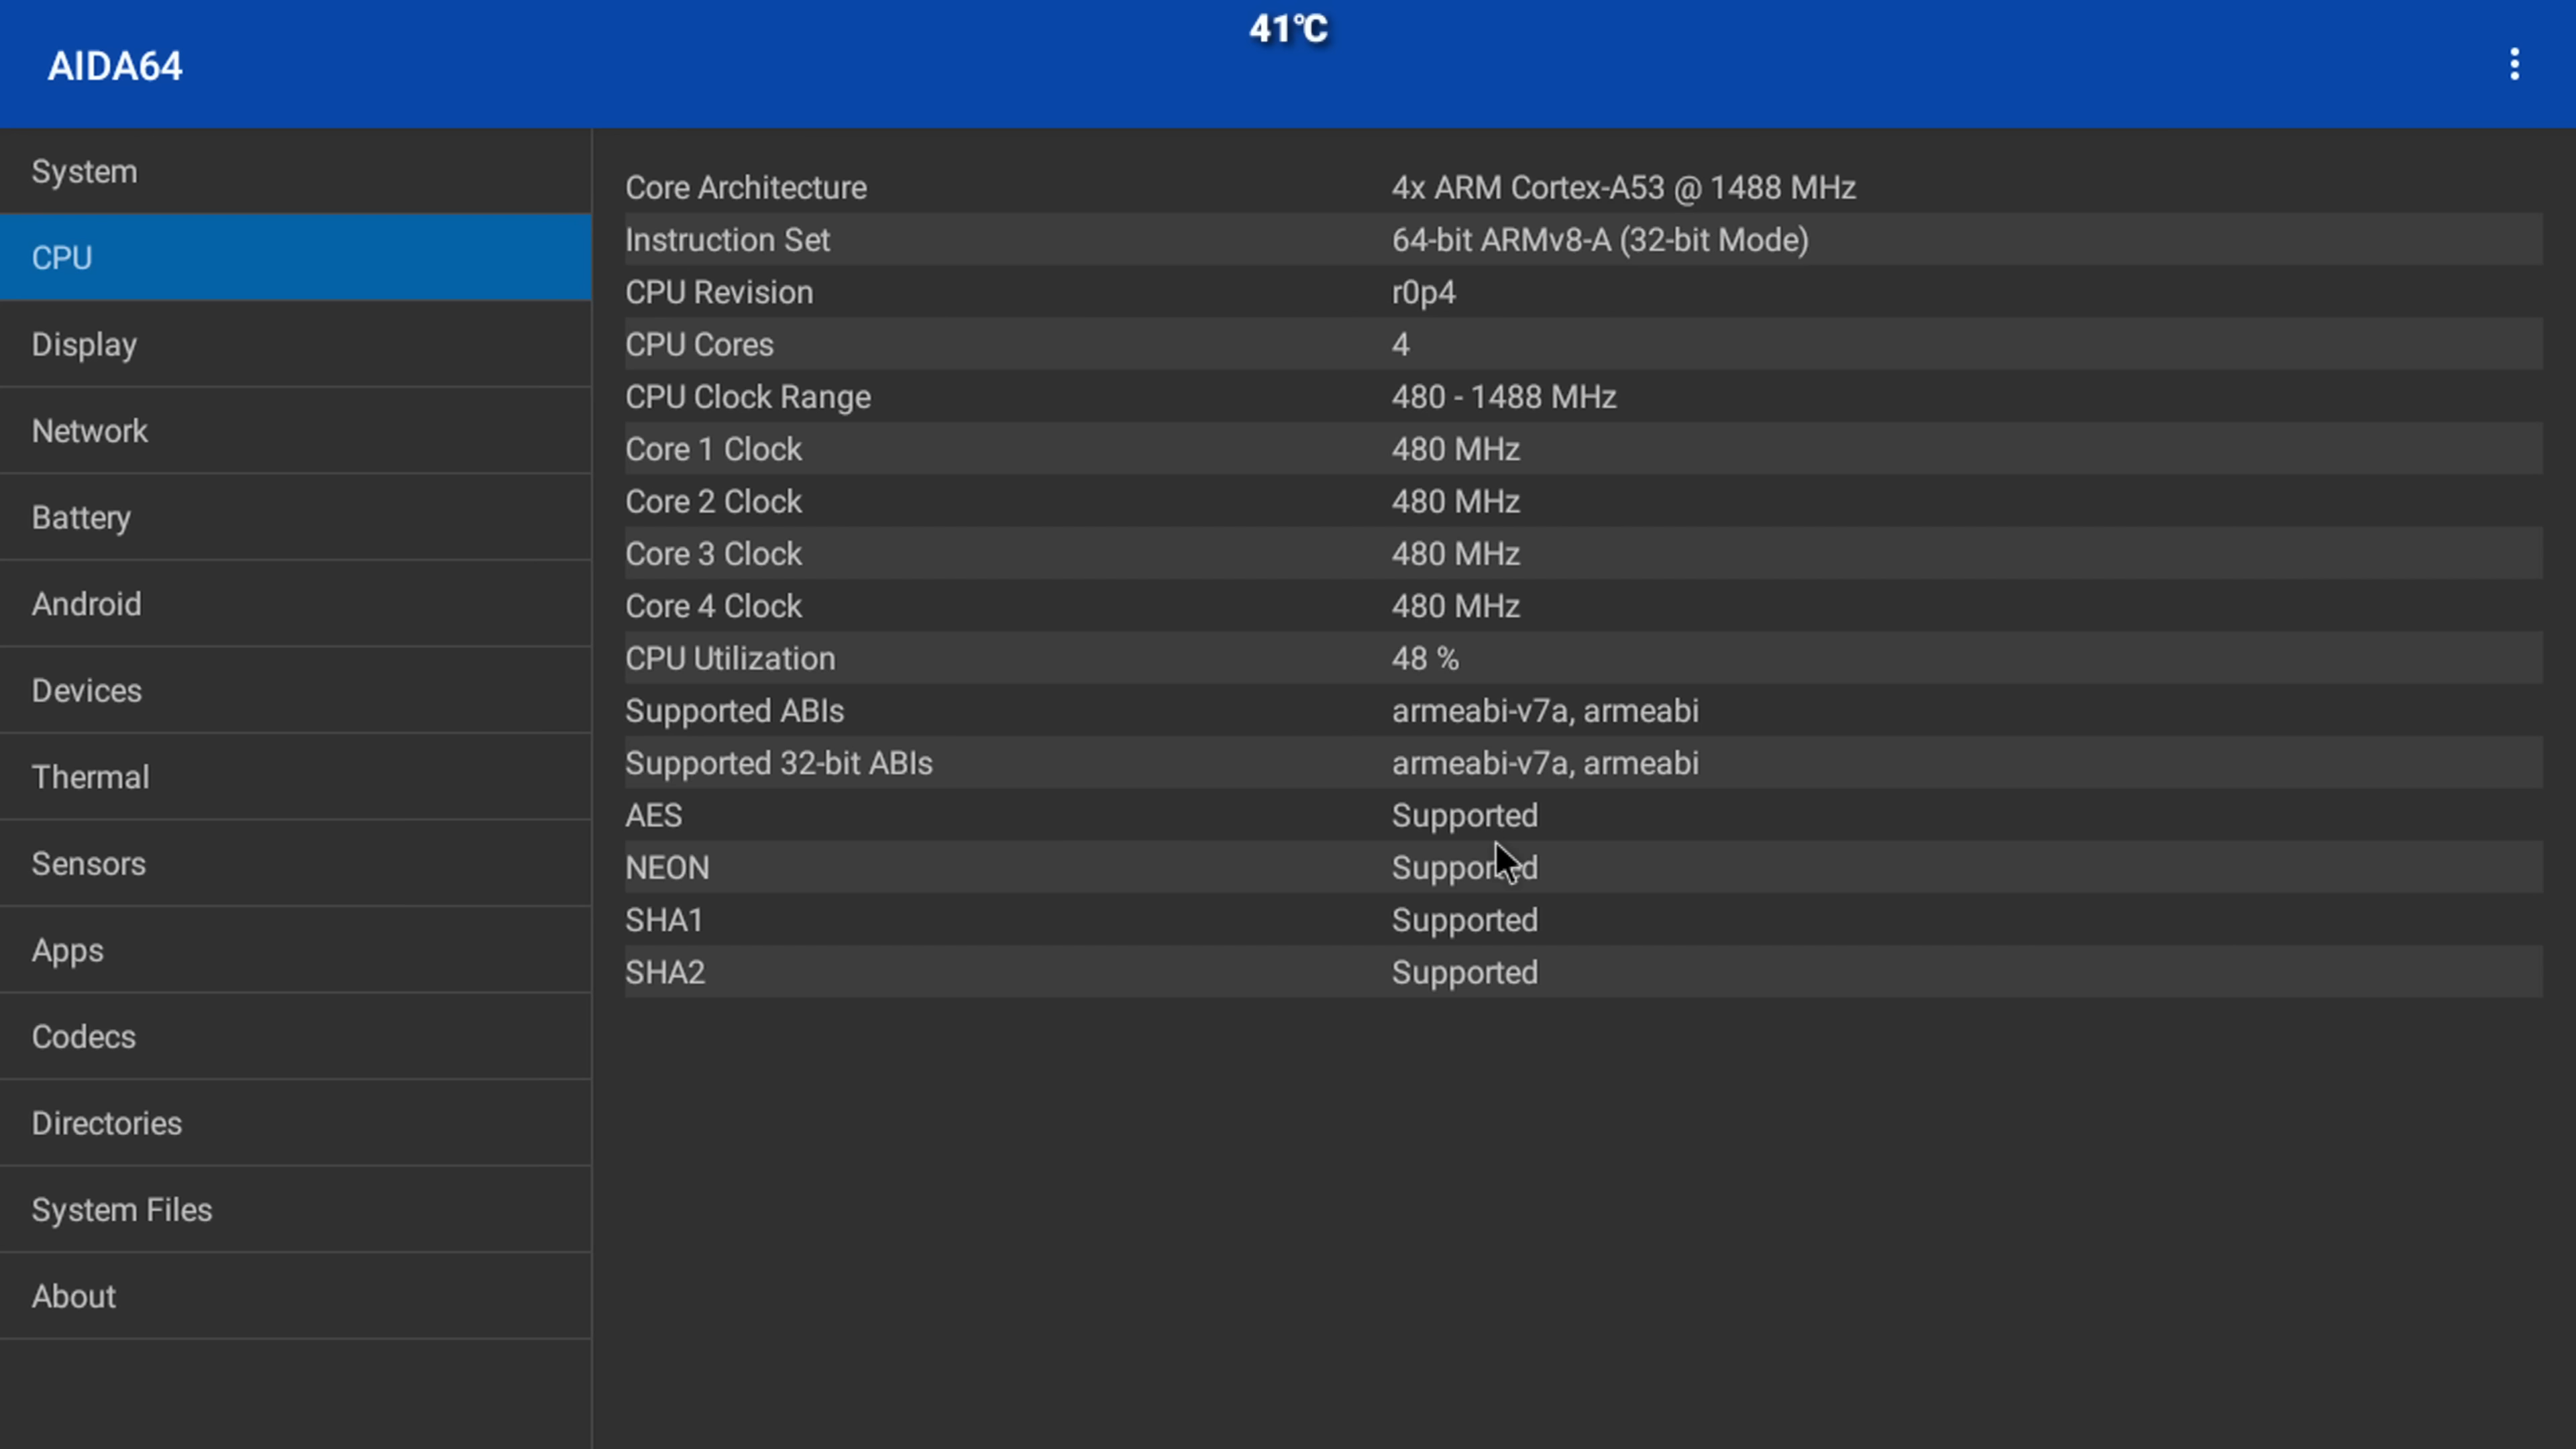 41°C
AIDA64
System
CPU
Display
Network
Battery
Android
Devices
Thermal
Sensors
Apps
Codecs
Directories
System Files
About
Core Architecture 4x ARM Cortex-A53 @ 1488 MHz
Instruction Set 64-bit ARMv8-A (32-bit Mode)
CPU Revision r0p4
CPU Cores 4
CPU Clock Range 480 - 1488 MHz
Core 1 Clock 480 MHz
Core 2 Clock 480 MHz
Core 3 Clock 480 MHz
Core 4 Clock 480 MHz
CPU Utilization 48 %
Supported ABIs armeabi-v7a, armeabi
Supported 32-bit ABIs armeabi-v7a, armeabi
AES Supported
NEON Supported
SHA1 Supported
SHA2 Supported